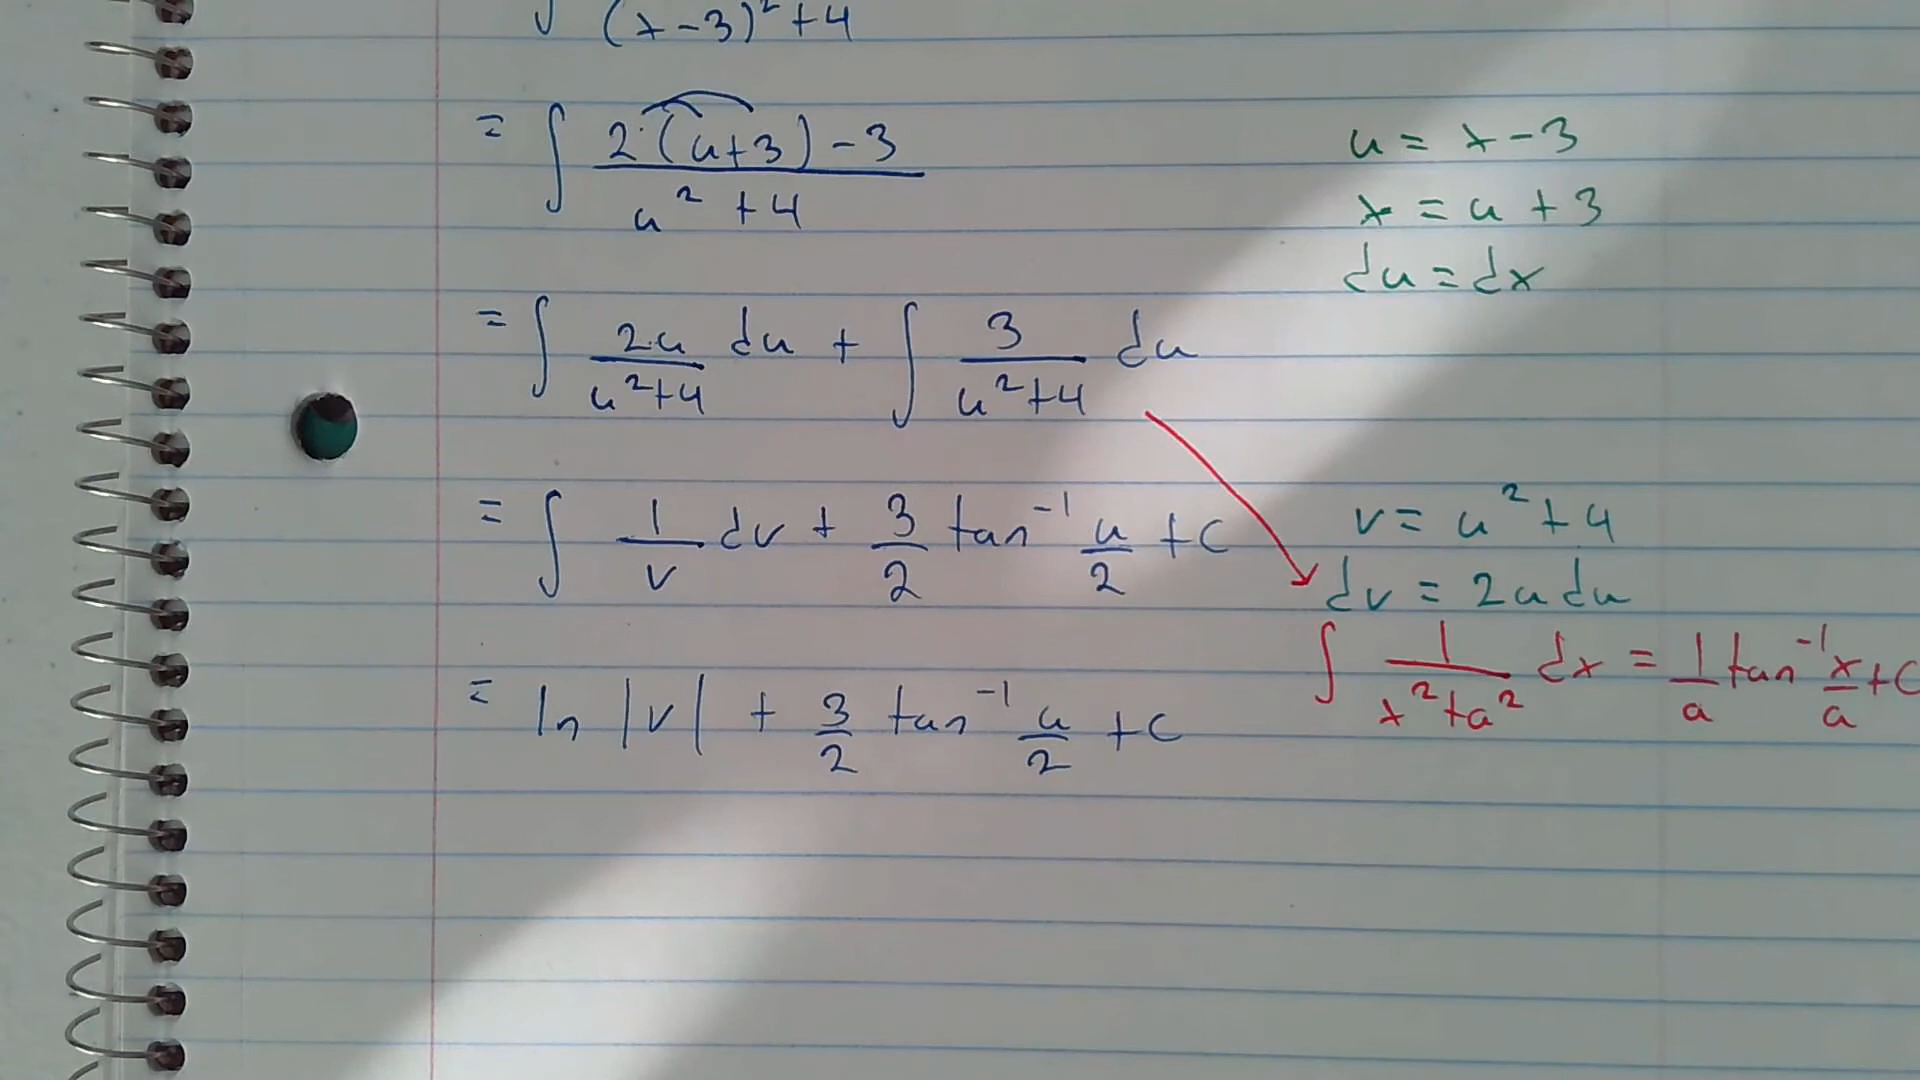 ∫ (x-3)² +4
= ∫ 2·(u+3) - 3 / u² +4
u = x - 3
x = u + 3
du = dx
= ∫ 2u / u²+4 du + ∫ 3 / u²+4 du
= ∫ 1 / v dv + 3/2 tan⁻¹ u/2 + C
v = u² + 4
dv = 2u du
∫ 1 / x²+a² dx = 1/a tan⁻¹ x/a + C
= ln |v| + 3/2 tan⁻¹ u/2 + C